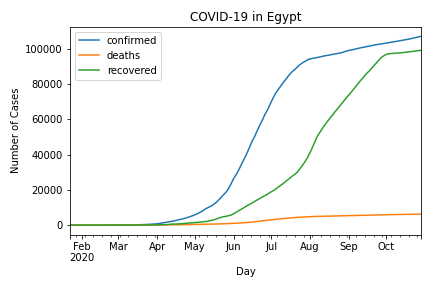 COVID-19 in Egypt
confirmed
deaths
recovered
Number of Cases
100000
80000
60000
40000
20000
0
Feb Mar Apr May Jun Jul Aug Sep Oct
2020
Day